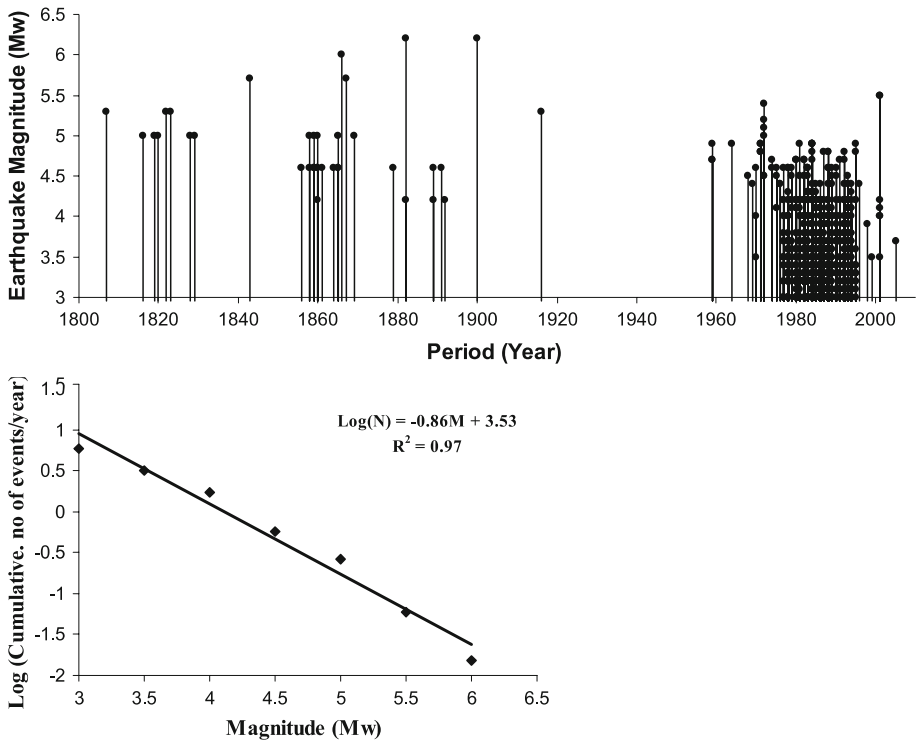 Earthquake Magnitude (Mw)
6.5
6
5.5
5
4.5
4
3.5
3
1800 1820 1840 1860 1880 1900 1920 1940 1960 1980 2000
Period (Year)
Log (Cumulative. no of events/year)
1.5
1
0.5
0
-0.5
-1
-1.5
-2
Log(N) = -0.86M + 3.53
R² = 0.97
3 3.5 4 4.5 5 5.5 6 6.5
Magnitude (Mw)